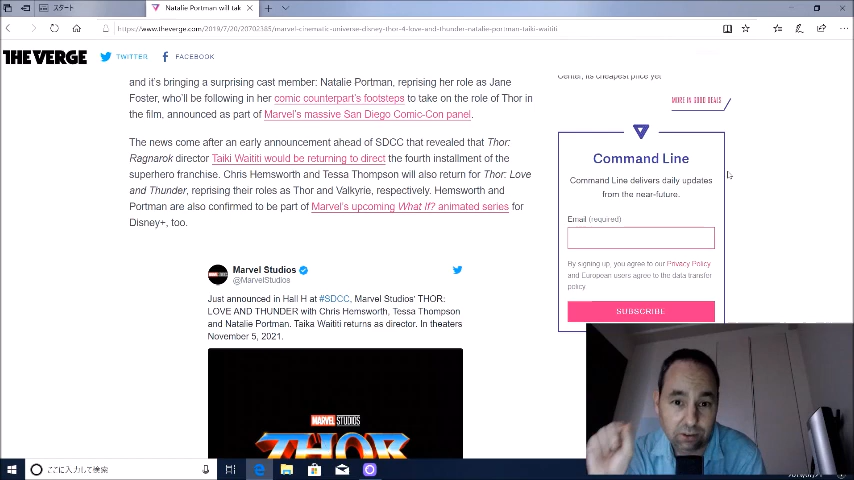 スタート
Natalie Portman will tak
https://www.theverge.com/2019/7/20/20702385/marvel-cinematic-universe-disney-thor-4-love-and-thunder-natalie-portman-taiki-waititi
THE VERGE TWITTER FACEBOOK
and it's bringing a surprising cast member: Natalie Portman, reprising her role as Jane
Foster, who'll be following in her comic counterpart's footsteps to take on the role of Thor in
the film, announced as part of Marvel's massive San Diego Comic-Con panel.
The news come after an early announcement ahead of SDCC that revealed that Thor:
Ragnarok director Taiki Waititi would be returning to direct the fourth installment of the
superhero franchise. Chris Hemsworth and Tessa Thompson will also return for Thor: Love
and Thunder, reprising their roles as Thor and Valkyrie, respectively. Hemsworth and
Portman are also confirmed to be part of Marvel's upcoming What If? animated series for
Disney+, too.
Marvel Studios
@MarvelStudios
Just announced in Hall H at #SDCC, Marvel Studios' THOR:
LOVE AND THUNDER with Chris Hemsworth, Tessa Thompson
and Natalie Portman. Taika Waititi returns as director. In theaters
November 5, 2021.
MARVEL STUDIOS
THOR
Center, its cheapest price yet
MORE IN GOOD DEALS
Command Line
Command Line delivers daily updates
from the near-future.
Email (required)
By signing up, you agree to our Privacy Policy
and European users agree to the data transfer
policy.
SUBSCRIBE
ここに入力して検索